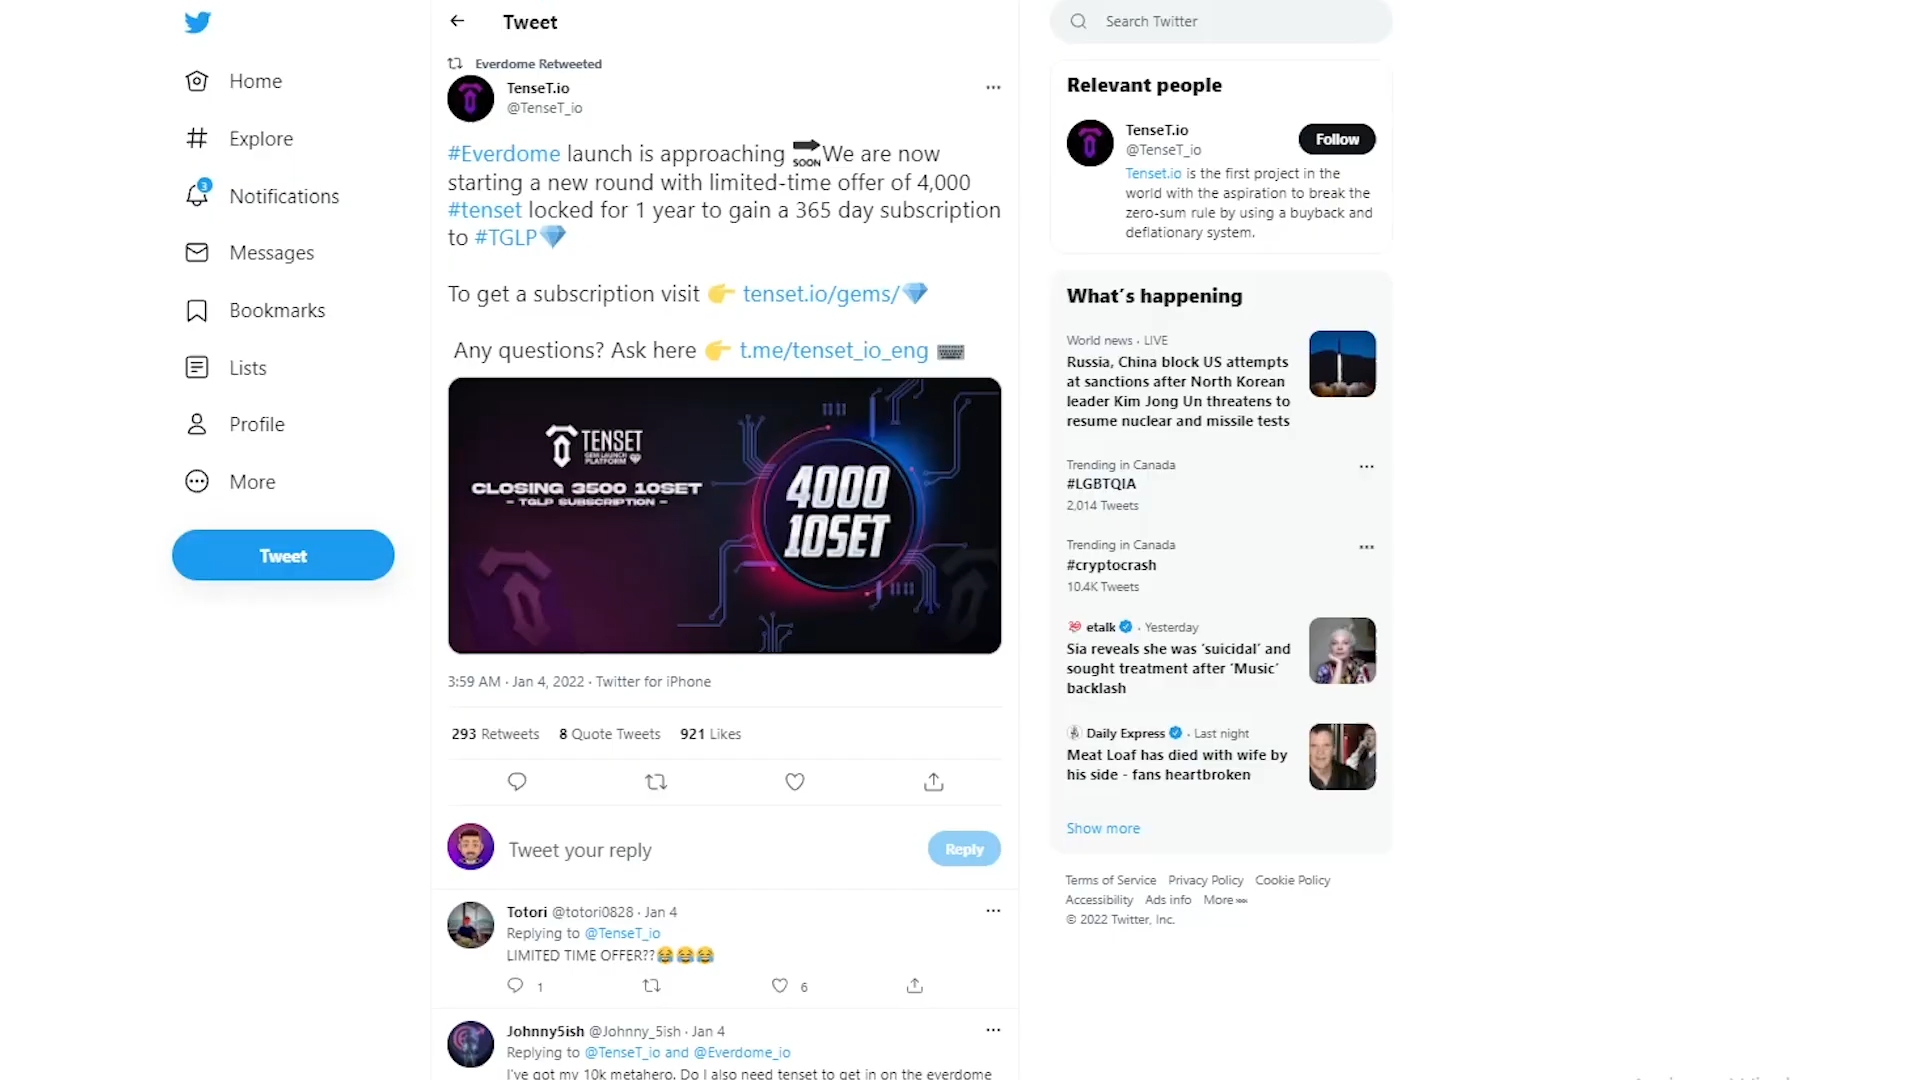 Home
Explore
3
Notifications
Messages
Bookmarks
Lists
Profile
More
Tweet
Tweet
Everdome Retweeted
TenseT.io
@TenseT_io
#Everdome launch is approaching SOON We are now
starting a new round with limited-time offer of 4,000
#tenset locked for 1 year to gain a 365 day subscription
to #TGLP
To get a subscription visit tenset.io/gems/
Any questions? Ask here t.me/tenset_io_eng
TENSET
GEM LAUNCH
PLATFORM
CLOSING 3500 10SET
- TGLP SUBSCRIPTION -
4000
10SET
3:59 AM · Jan 4, 2022 · Twitter for iPhone
293 Retweets 8 Quote Tweets 921 Likes
Tweet your reply
Reply
Totori @totori0828 · Jan 4
Replying to @TenseT_io
LIMITED TIME OFFER??😂😂😂
1 6
Johnny5ish @Johnny_5ish · Jan 4
Replying to @TenseT_io and @Everdome_io
I've got my 10k metahero. Do I also need tenset to get in on the everdome
Search Twitter
Relevant people
TenseT.io
@TenseT_io
Follow
Tenset.io is the first project in the
world with the aspiration to break the
zero-sum rule by using a buyback and
deflationary system.
What's happening
World news · LIVE
Russia, China block US attempts
at sanctions after North Korean
leader Kim Jong Un threatens to
resume nuclear and missile tests
Trending in Canada
#LGBTQIA
2,014 Tweets
Trending in Canada
#cryptocrash
10.4K Tweets
etalk · Yesterday
Sia reveals she was 'suicidal' and
sought treatment after 'Music'
backlash
Daily Express · Last night
Meat Loaf has died with wife by
his side - fans heartbroken
Show more
Terms of Service Privacy Policy Cookie Policy
Accessibility Ads info More
© 2022 Twitter, Inc.